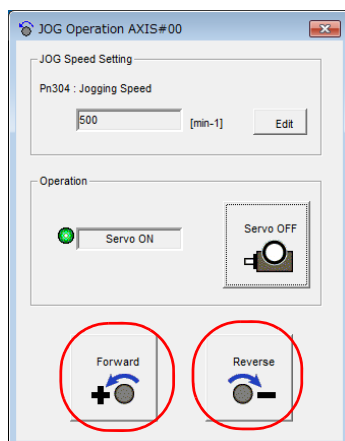 JOG Operation AXIS#00
JOG Speed Setting
Pn304 : Jogging Speed
500 [min-1] Edit
Operation
Servo ON
Servo OFF
Forward
Reverse